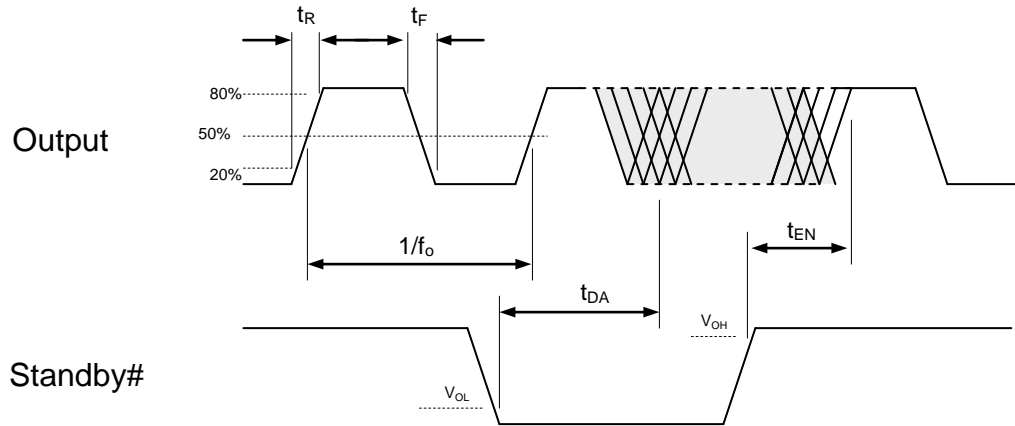 tR
tF
80%
Output
50%
20%
tEN
1/fo
tDA
VOH
Standby#
VOL